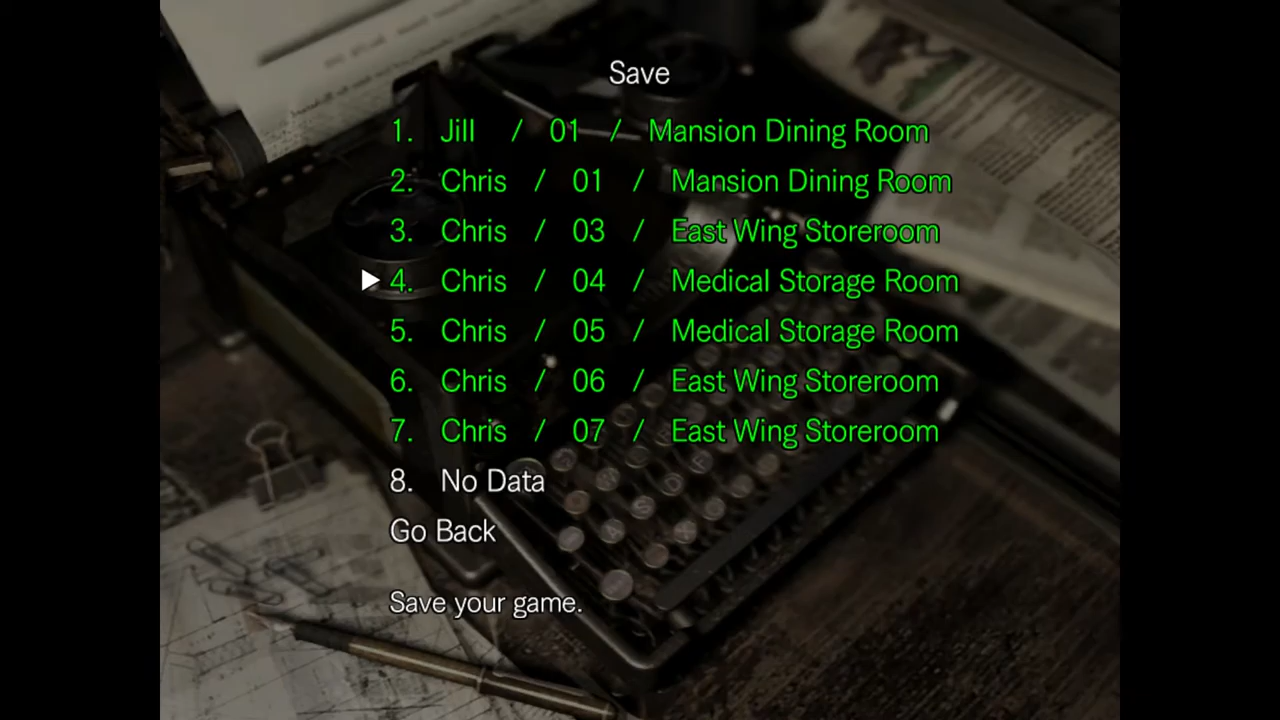 Save
1. Jill / 01 / Mansion Dining Room
2. Chris / 01 / Mansion Dining Room
3. Chris / 03 / East Wing Storeroom
4. Chris / 04 / Medical Storage Room
5. Chris / 05 / Medical Storage Room
6. Chris / 06 / East Wing Storeroom
7. Chris / 07 / East Wing Storeroom
8. No Data
Go Back
Save your game.